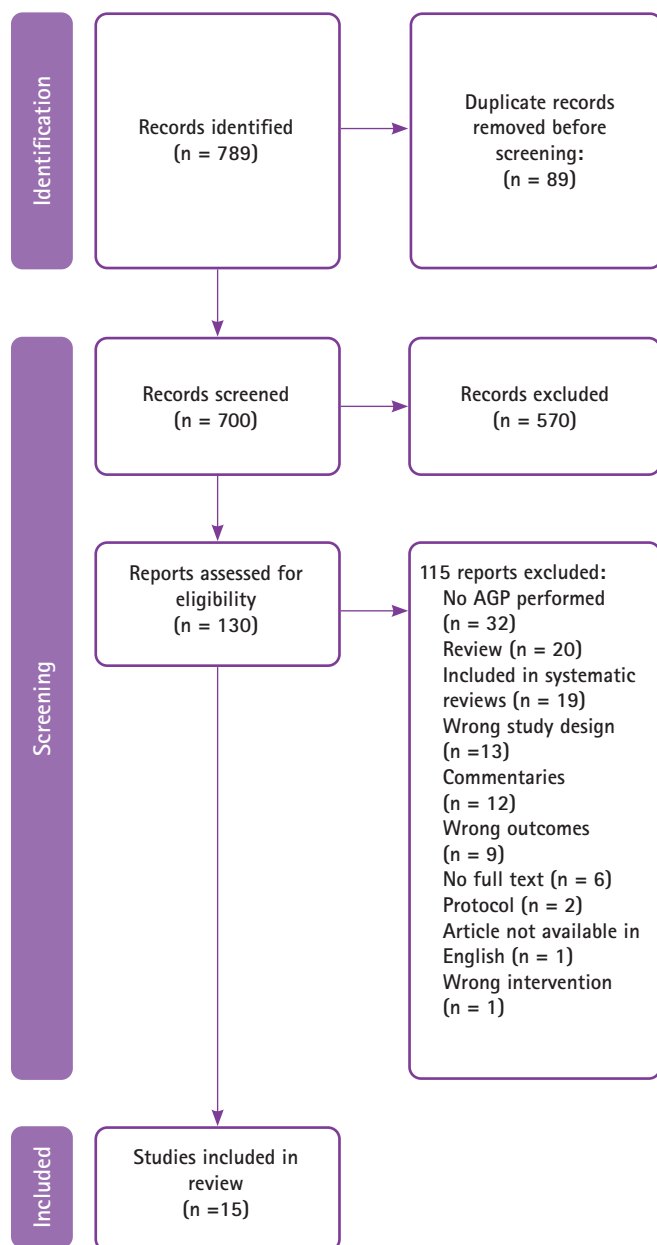 Identification
Records identified
(n = 789)
Duplicate records
removed before
screening:
(n = 89)
Screening
Records screened
(n = 700)
Records excluded
(n = 570)
Reports assessed for
eligibility
(n = 130)
115 reports excluded:
No AGP performed
(n = 32)
Review (n = 20)
Included in systematic
reviews (n = 19)
Wrong study design
(n =13)
Commentaries
(n = 12)
Wrong outcomes
(n = 9)
No full text (n = 6)
Protocol (n = 2)
Article not available in
English (n = 1)
Wrong intervention
(n = 1)
Included
Studies included in
review
(n =15)